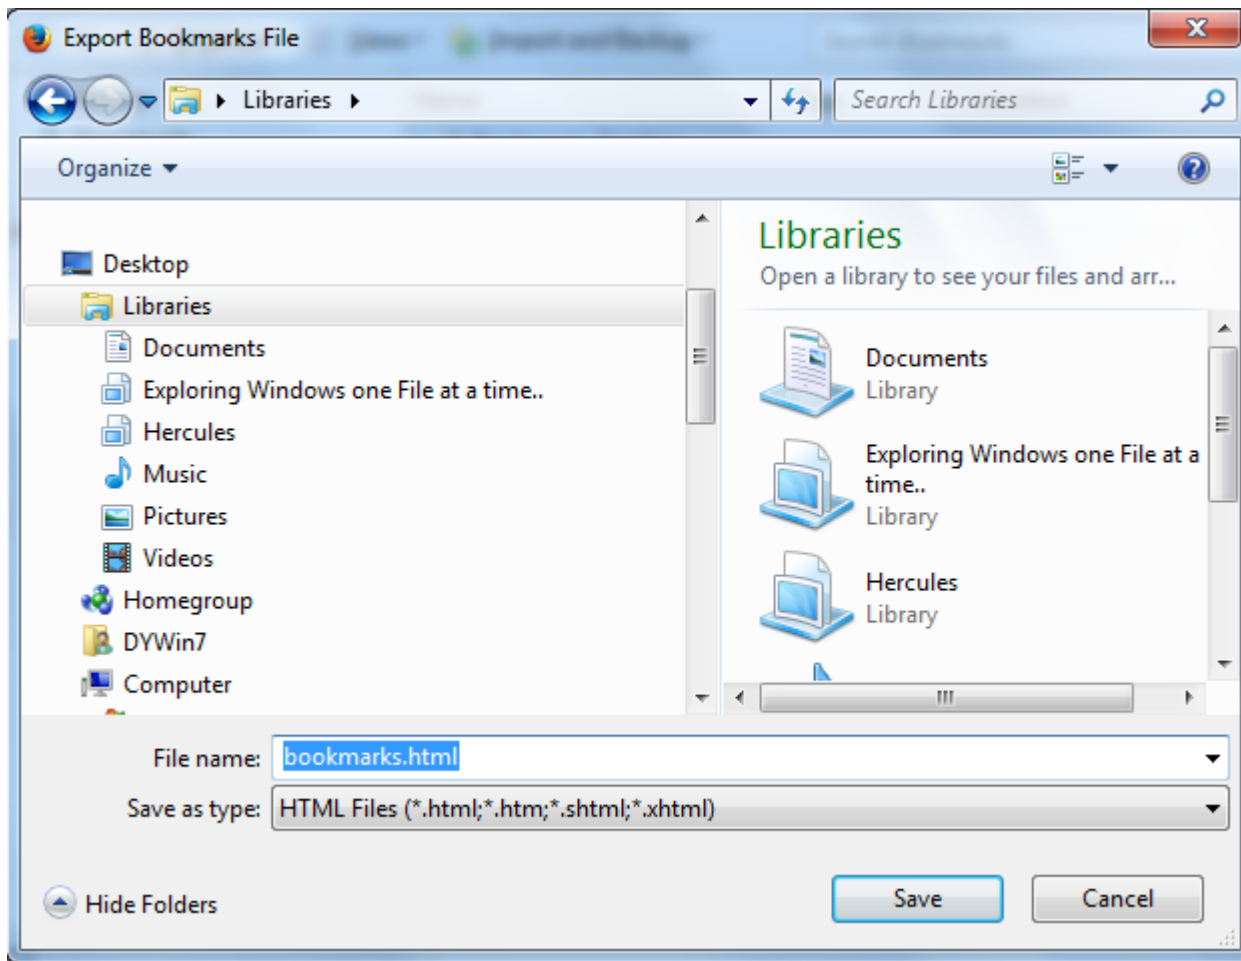 Export Bookmarks File
Libraries
Search Libraries
Organize
Desktop
Libraries
Documents
Exploring Windows one File at a time..
Hercules
Music
Pictures
Videos
Homegroup
DYWin7
Computer
Libraries
Open a library to see your files and arr...
Documents
Library
Exploring Windows one File at a
time..
Library
Hercules
Library
File name: bookmarks.html
Save as type: HTML Files (*.html;*.htm;*.shtml;*.xhtml)
Hide Folders
Save
Cancel